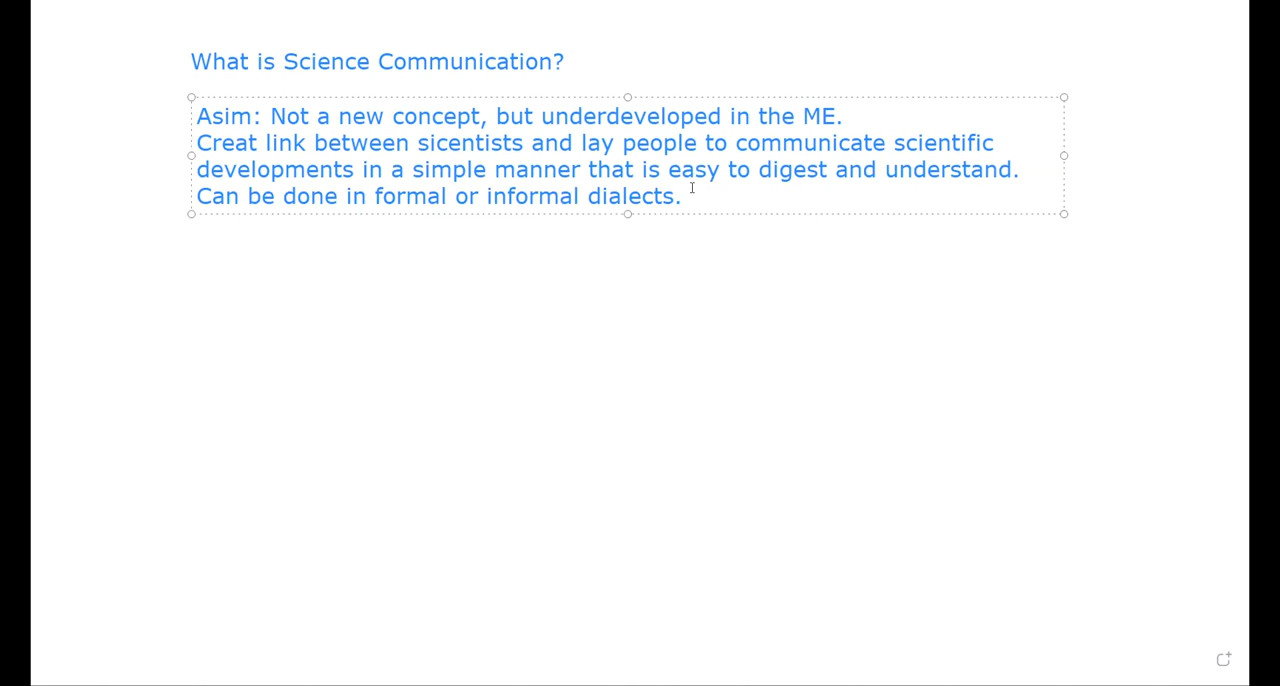 What is Science Communication?
Asim: Not a new concept, but underdeveloped in the ME.
Creat link between sicentists and lay people to communicate scientific
developments in a simple manner that is easy to digest and understand.
Can be done in formal or informal dialects.